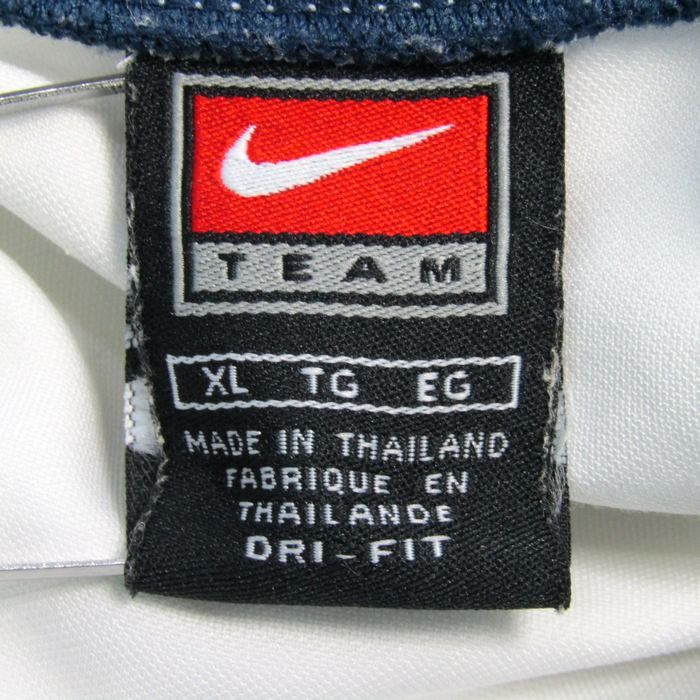 TEAM
XL TG EG
MADE IN THAILAND
FABRIQUE EN
THAILANDE
DRI-FIT